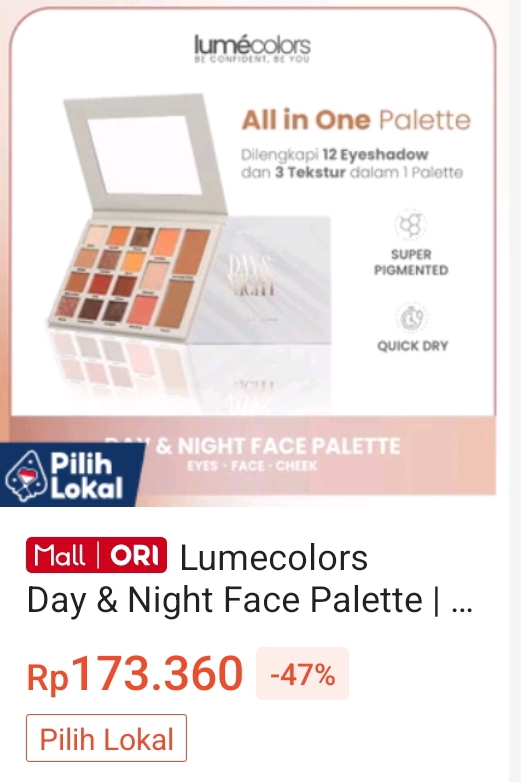 lumécolors
BE CONFIDENT, BE YOU
All in One Palette
Dilengkapi 12 Eyeshadow
dan 3 Tekstur dalam 1 Palette
SUPER
PIGMENTED
QUICK DRY
DAY &
NIGHT
& NIGHT FACE PALETTE
EYES · FACE · CHEEK
Pilih
Lokal
Mall | ORI Lumecolors
Day & Night Face Palette | ...
Rp173.360 -47%
Pilih Lokal